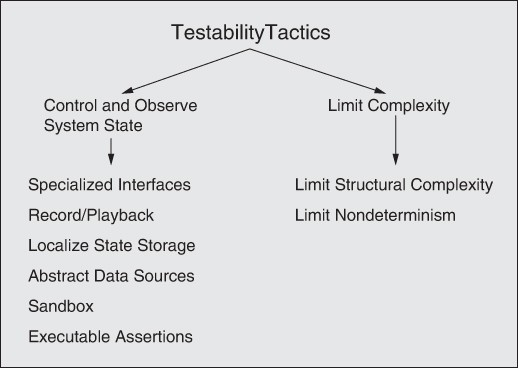 TestabilityTactics
Control and Observe
System State
Specialized Interfaces
Record/Playback
Localize State Storage
Abstract Data Sources
Sandbox
Executable Assertions
Limit Complexity
Limit Structural Complexity
Limit Nondeterminism